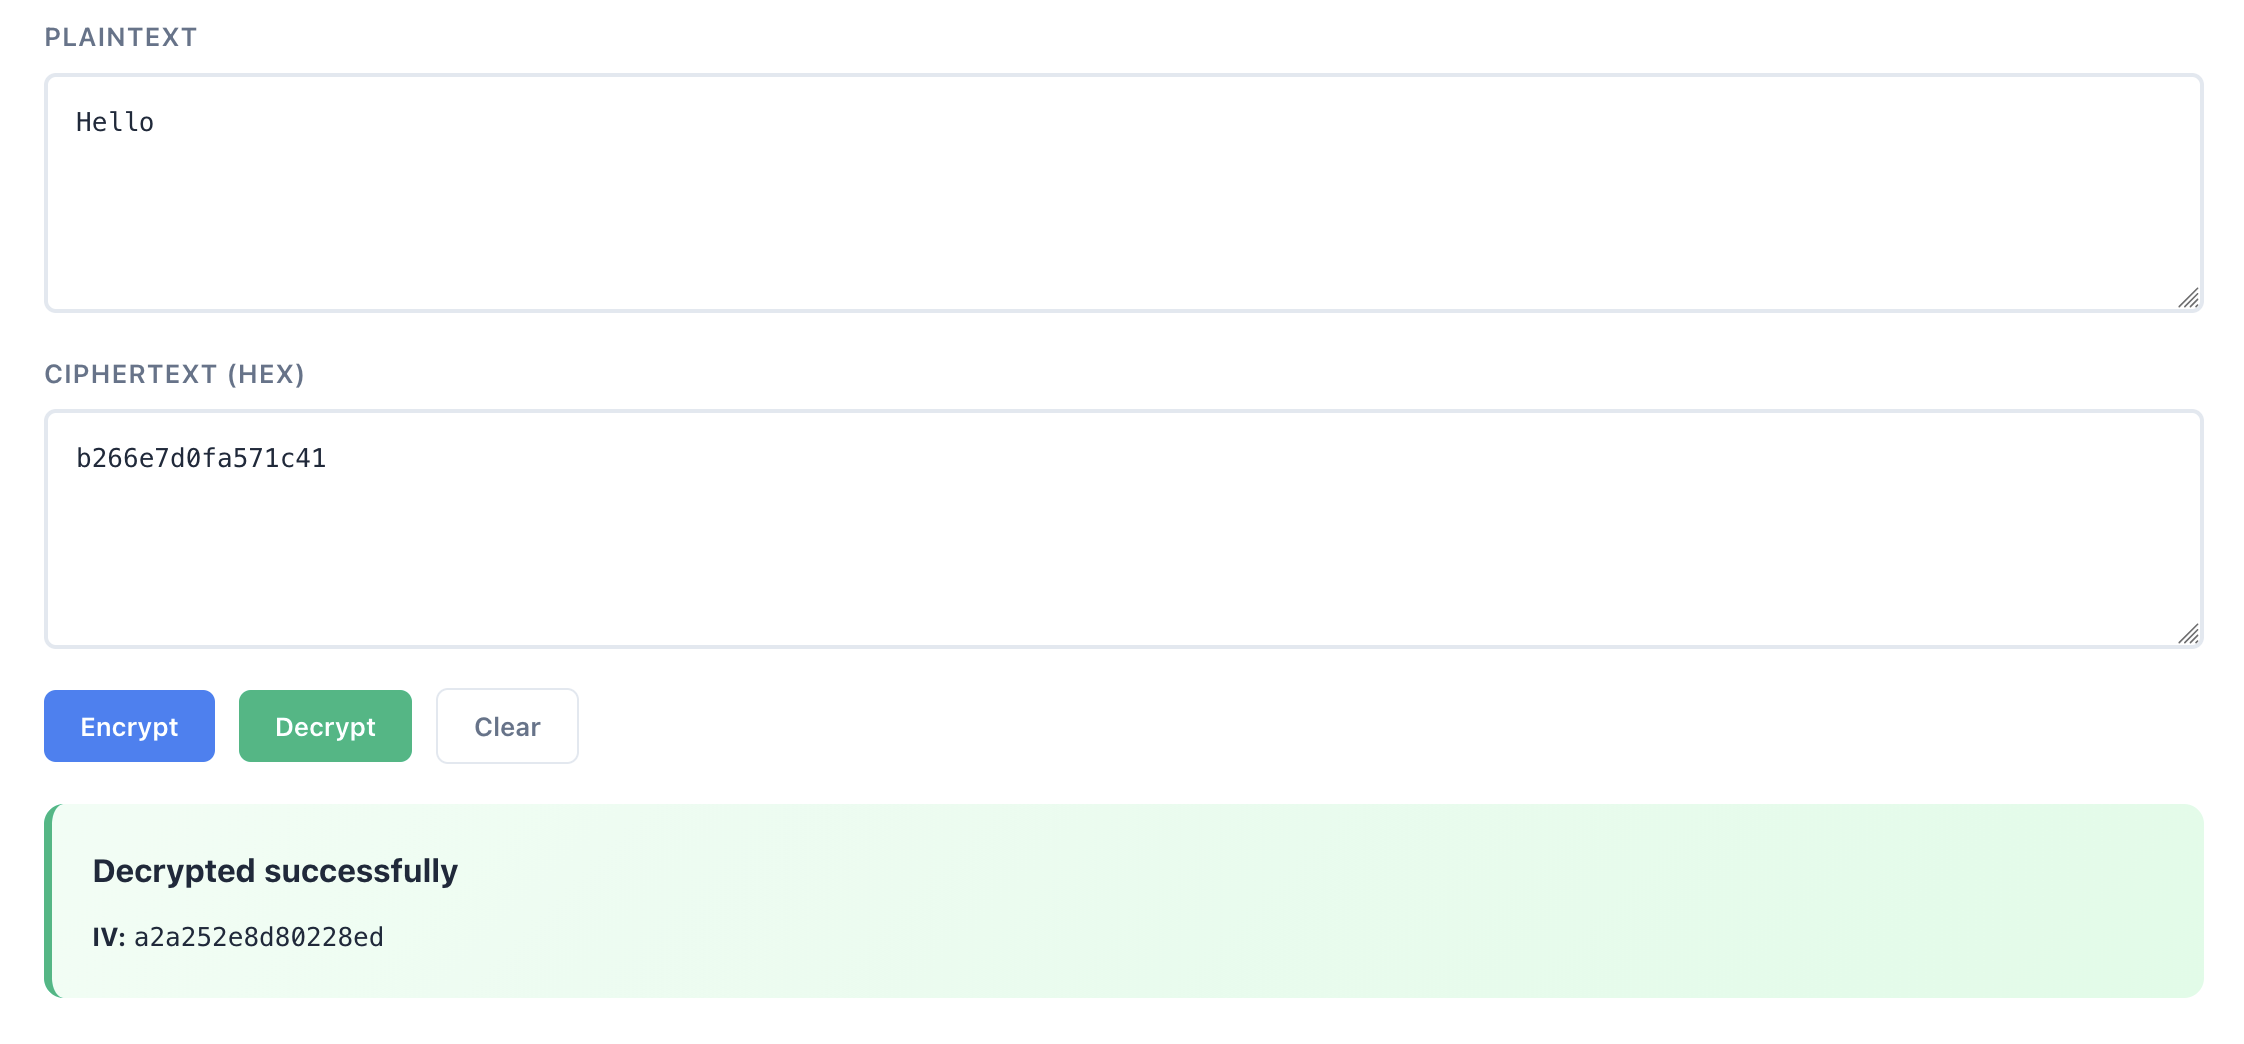 PLAINTEXT
Hello
CIPHERTEXT (HEX)
b266e7d0fa571c41
Encrypt Decrypt Clear
Decrypted successfully
IV: a2a252e8d80228ed